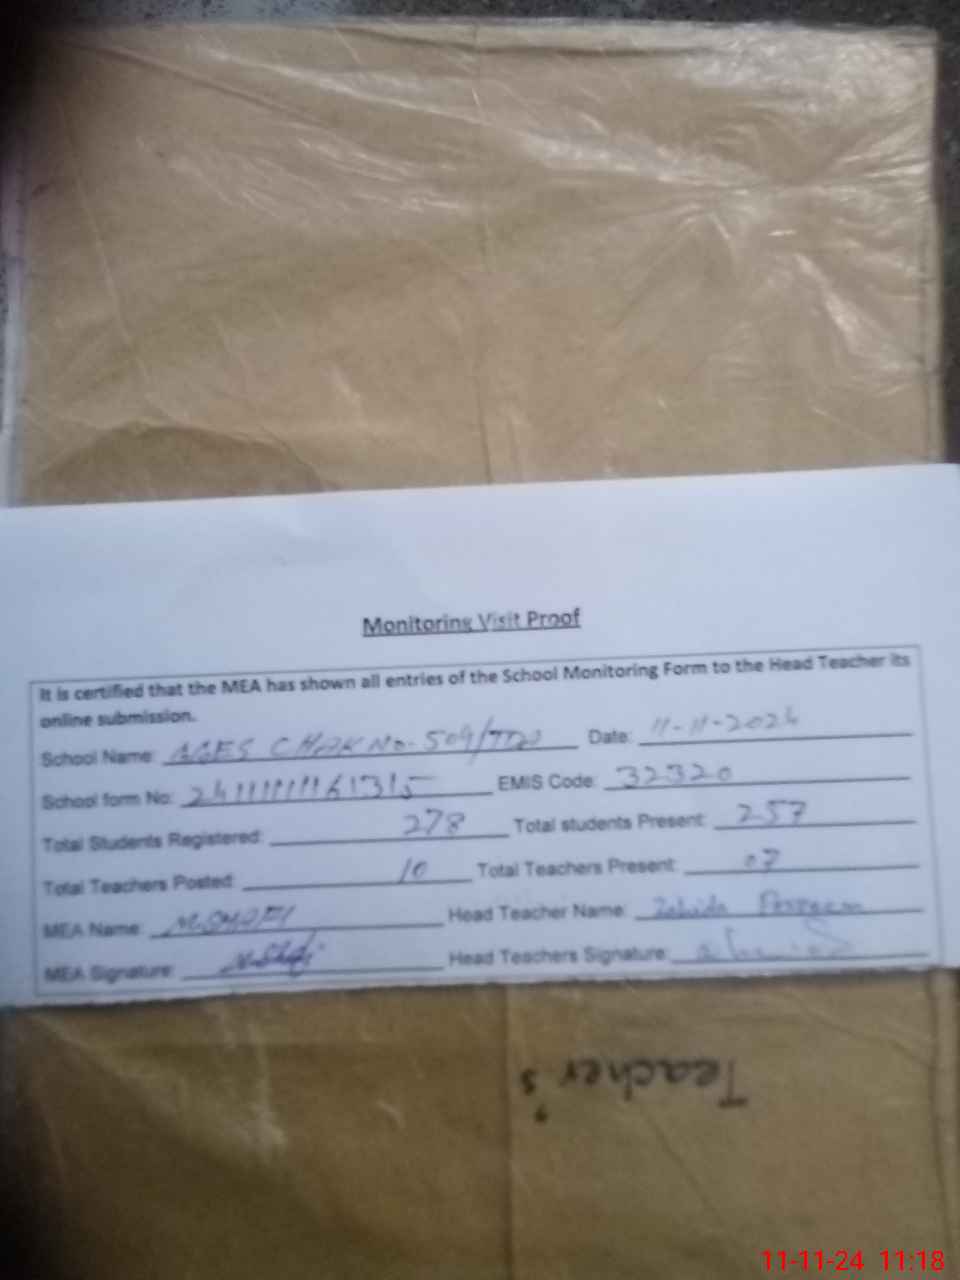 Monitoring Visit Proof
It is certified that the MEA has shown all entries of the School Monitoring Form to the Head Teacher its
online submission.
School Name: CHAK No. 509/TDA Date: 11-11-2024
School form No: EMIS Code: 32320
Total Students Registered: 278 Total students Present: 257
Total Teachers Posted: 10 Total Teachers Present: 07
MEA Name: M.SHAFI Head Teacher Name: Zahida Parveen
MEA Signature: M.Shafi Head Teachers Signature:
Teacher's
11-11-24 11:18